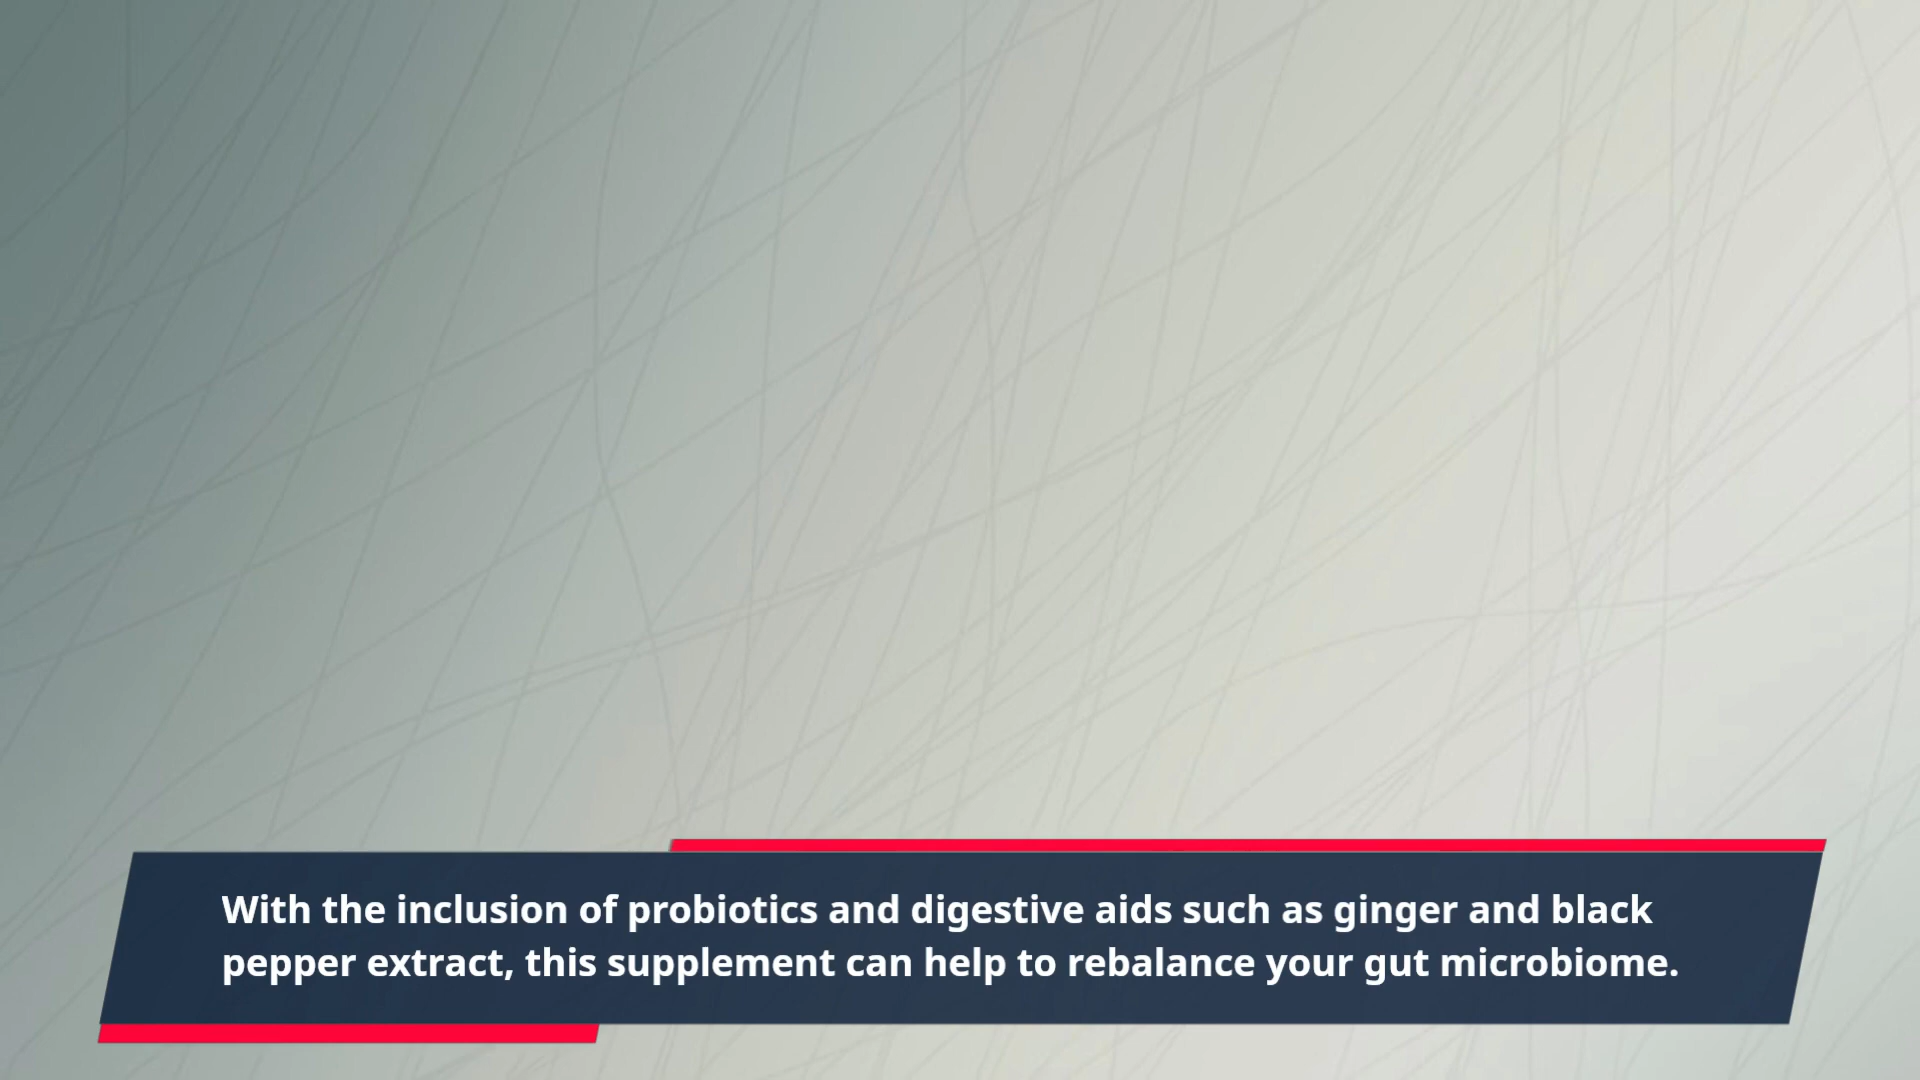 With the inclusion of probiotics and digestive aids such as ginger and black
pepper extract, this supplement can help to rebalance your gut microbiome.